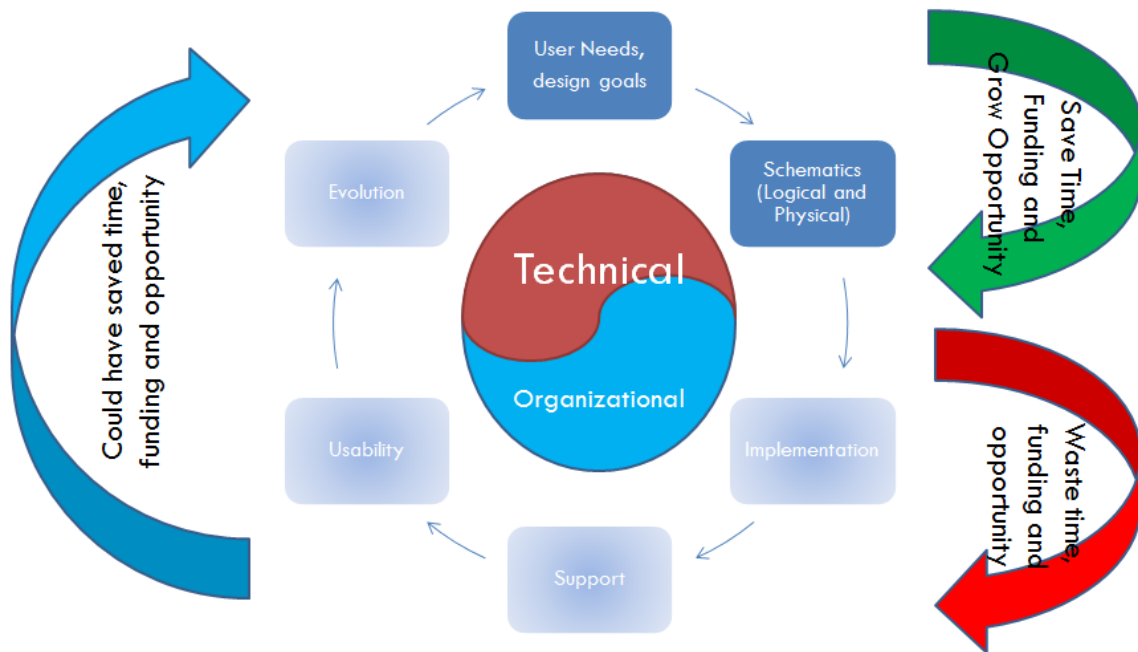 User Needs,
design goals
Schematics
(Logical and
Physical)
Implementation
Support
Usability
Evolution
Technical
Organizational
Save Time,
Funding and
Grow Opportunity
Waste time,
funding and
opportunity
Could have saved time,
funding and opportunity